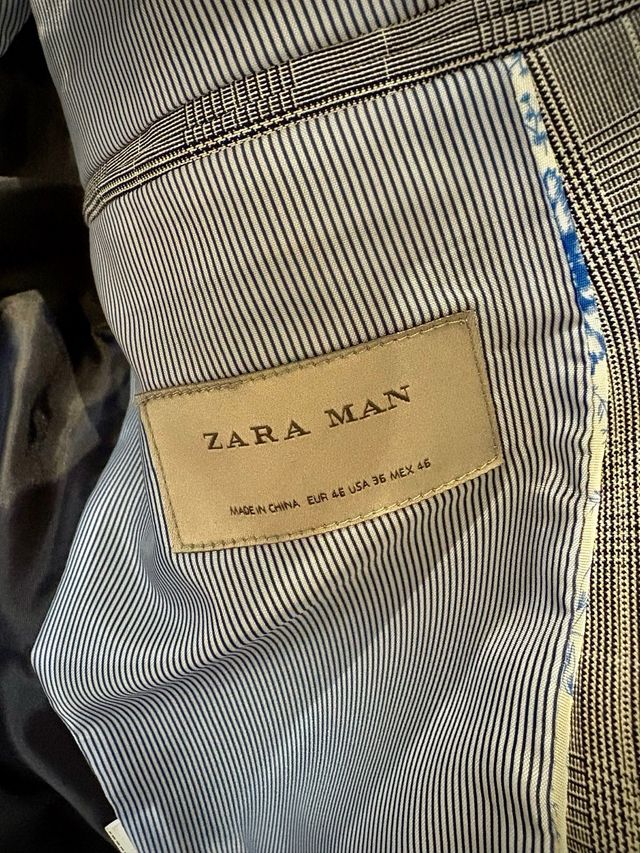 ZARA MAN
MADE IN CHINA EUR 46 USA 36 MEX 46